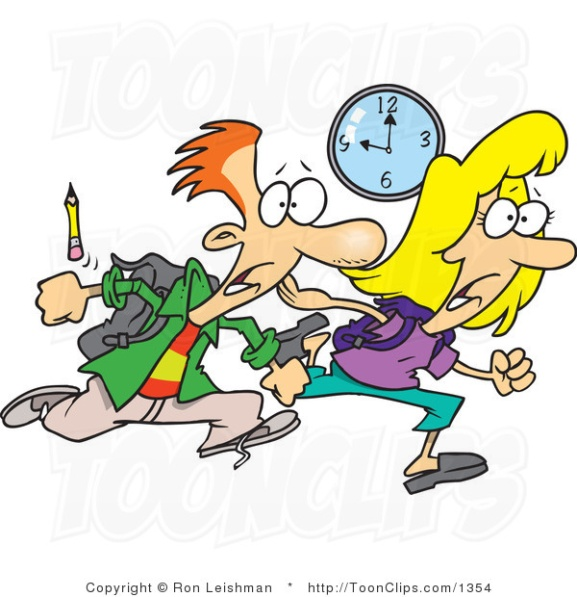 TOONCLIPS
12
9 3
6
TOONCLIPS
Copyright © Ron Leishman * http://ToonClips.com/1354